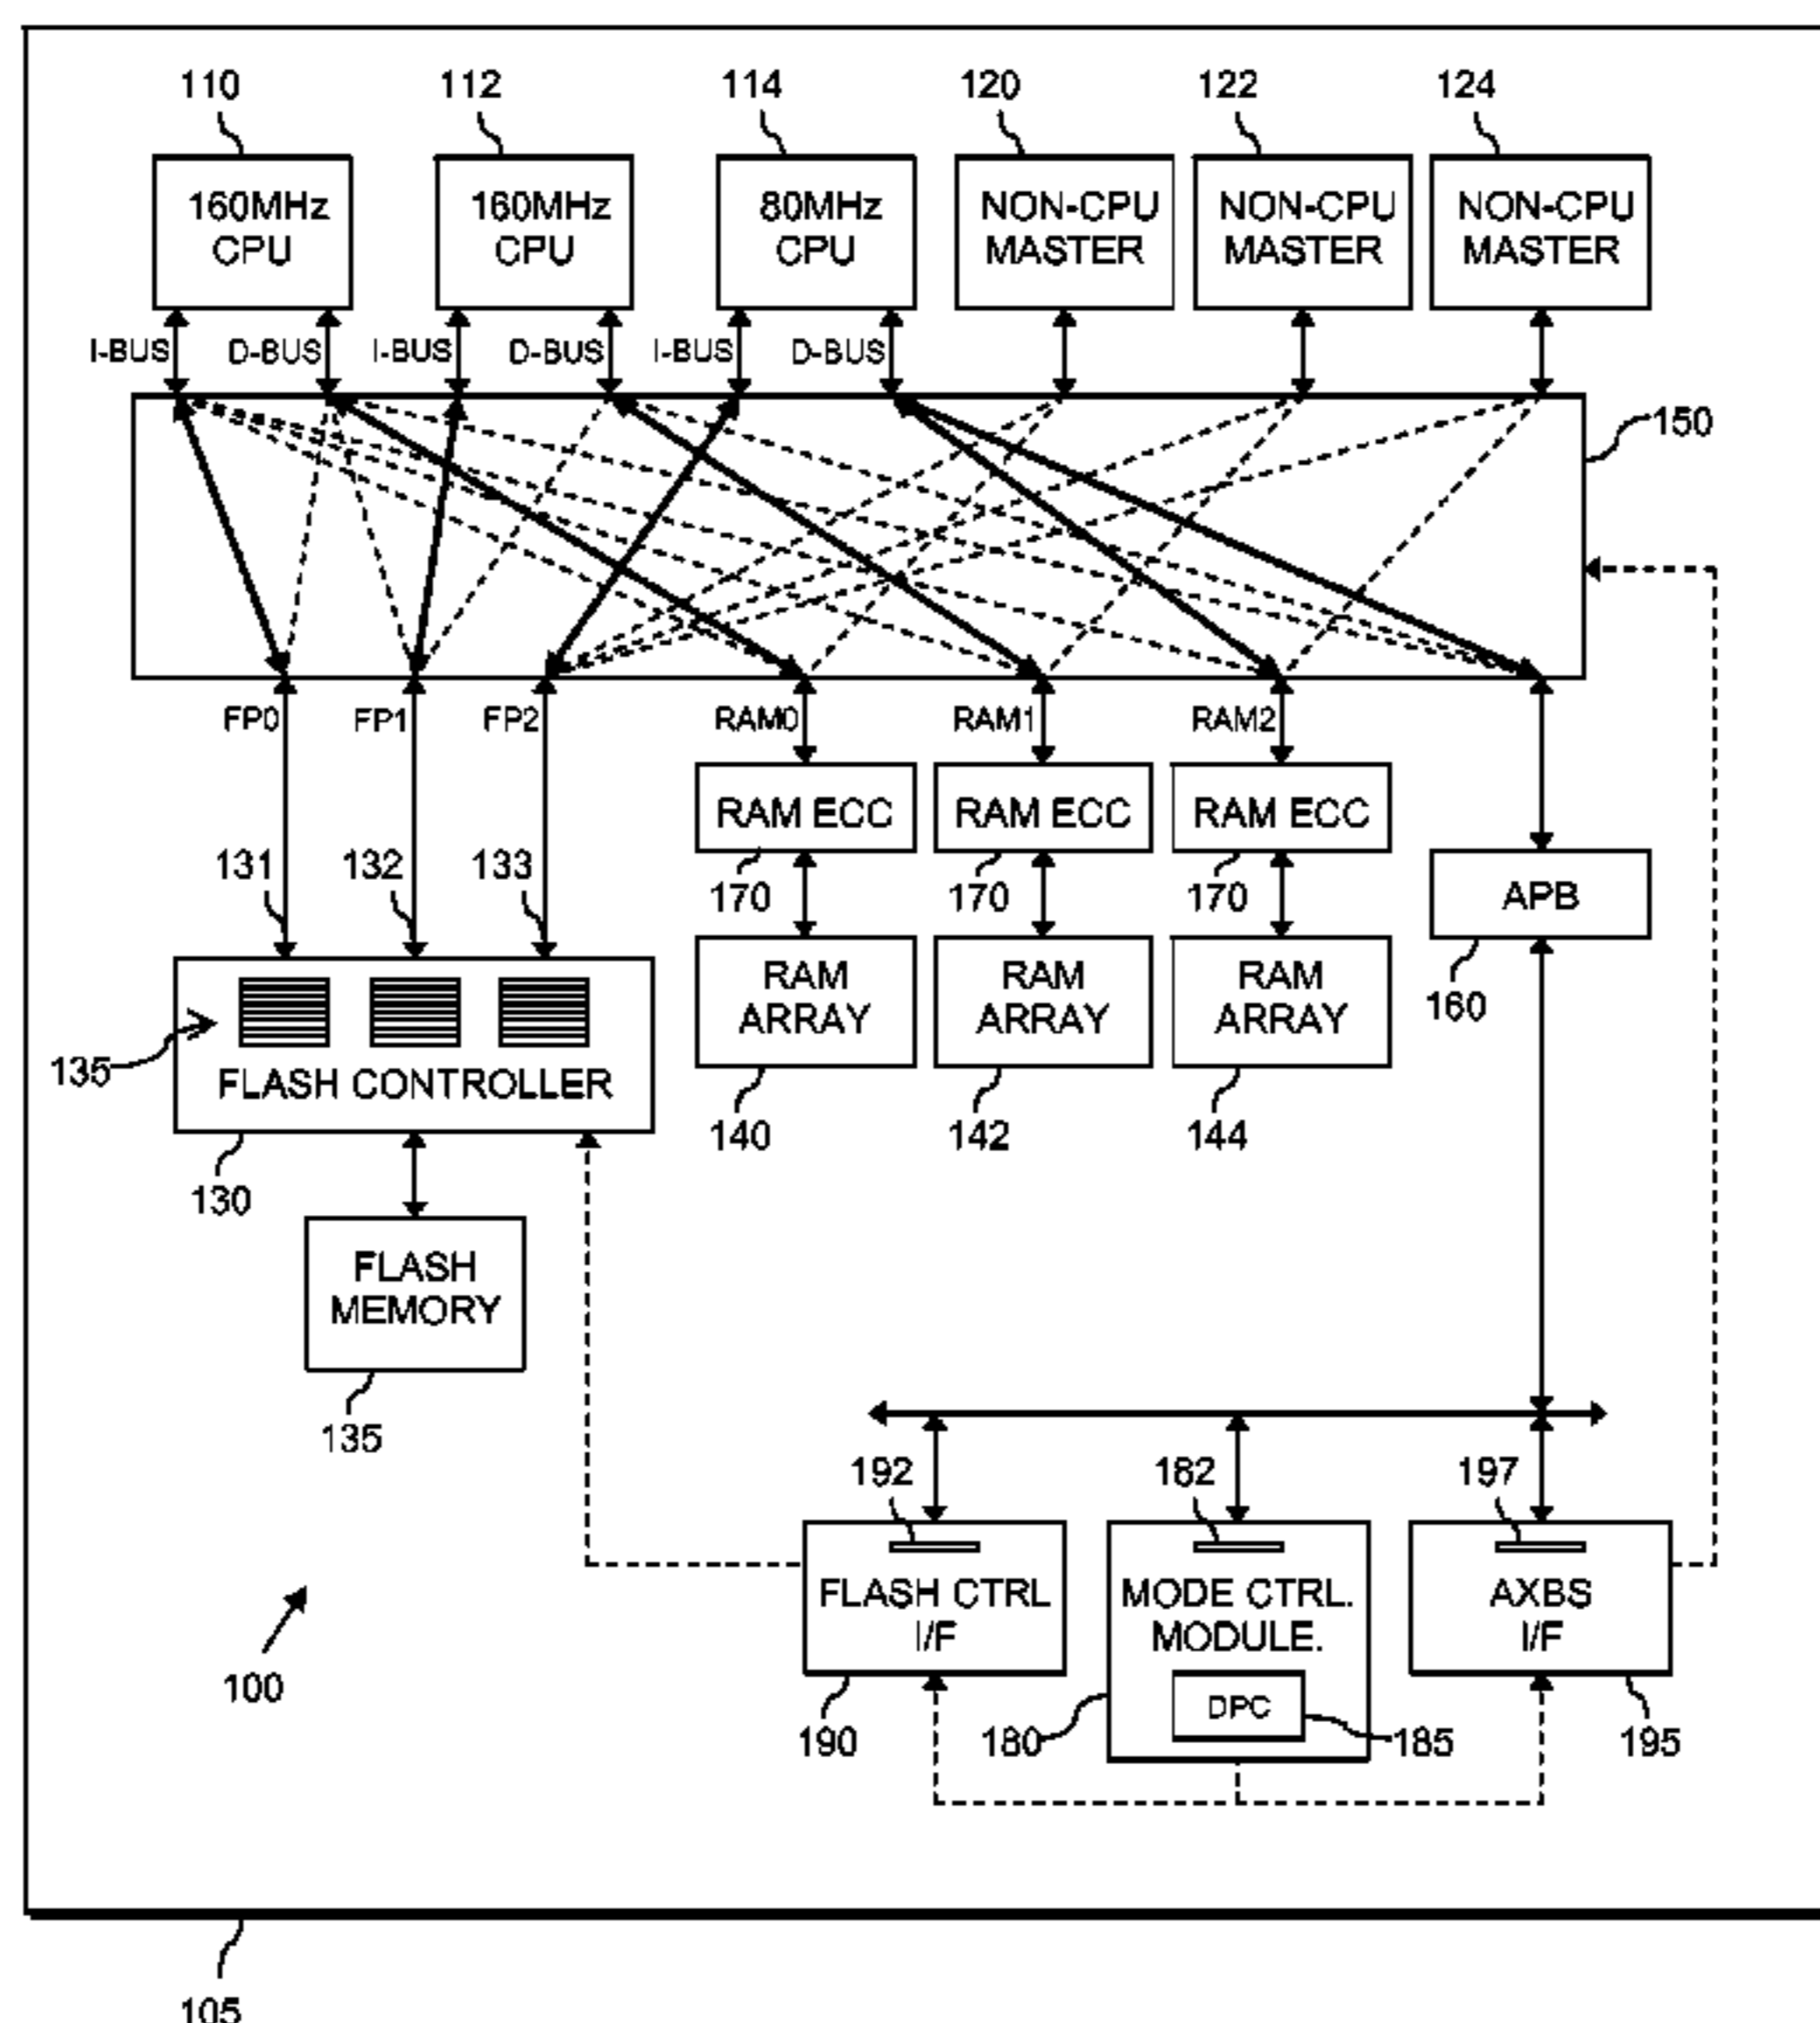 110 112 114 120 122 124
160MHz CPU
160MHz CPU
80MHz CPU
NON-CPU MASTER
NON-CPU MASTER
NON-CPU MASTER
I-BUS D-BUS I-BUS D-BUS I-BUS D-BUS
150
FP0 FP1 FP2 RAM0 RAM1 RAM2
RAM ECC RAM ECC RAM ECC
131 132 133 170 170 170 APB
160
RAM ARRAY
RAM ARRAY
RAM ARRAY
135 FLASH CONTROLLER
140 142 144
130
FLASH MEMORY
135
192 182 197
FLASH CTRL I/F
MODE CTRL. MODULE.
AXBS I/F
DPC
100
190 180 185 195
105